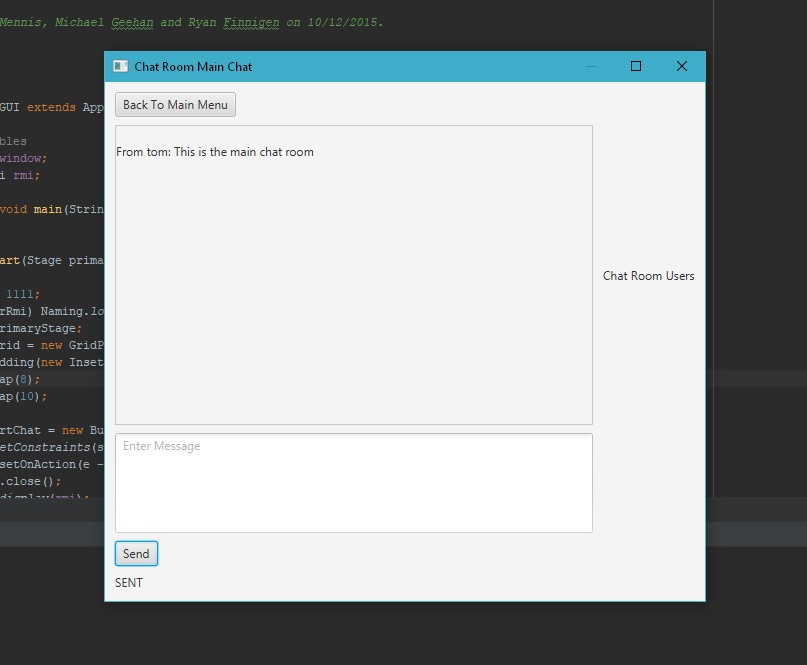 Mennis, Michael Geehan and Ryan Finnigen on 10/12/2015.
Chat Room Main Chat
Back To Main Menu
From tom: This is the main chat room
Chat Room Users
Enter Message
Send
SENT
GUI extends App
bles
window;
i rmi;
void main(Strin
art(Stage prima
1111;
rRmi) Naming.lo
rimaryStage;
rid = new GridP
dding(new Inset
ap(8);
ap(10);
rtChat = new Bu
etConstraints(s
setOnAction(e -
.close();
display(rmi);